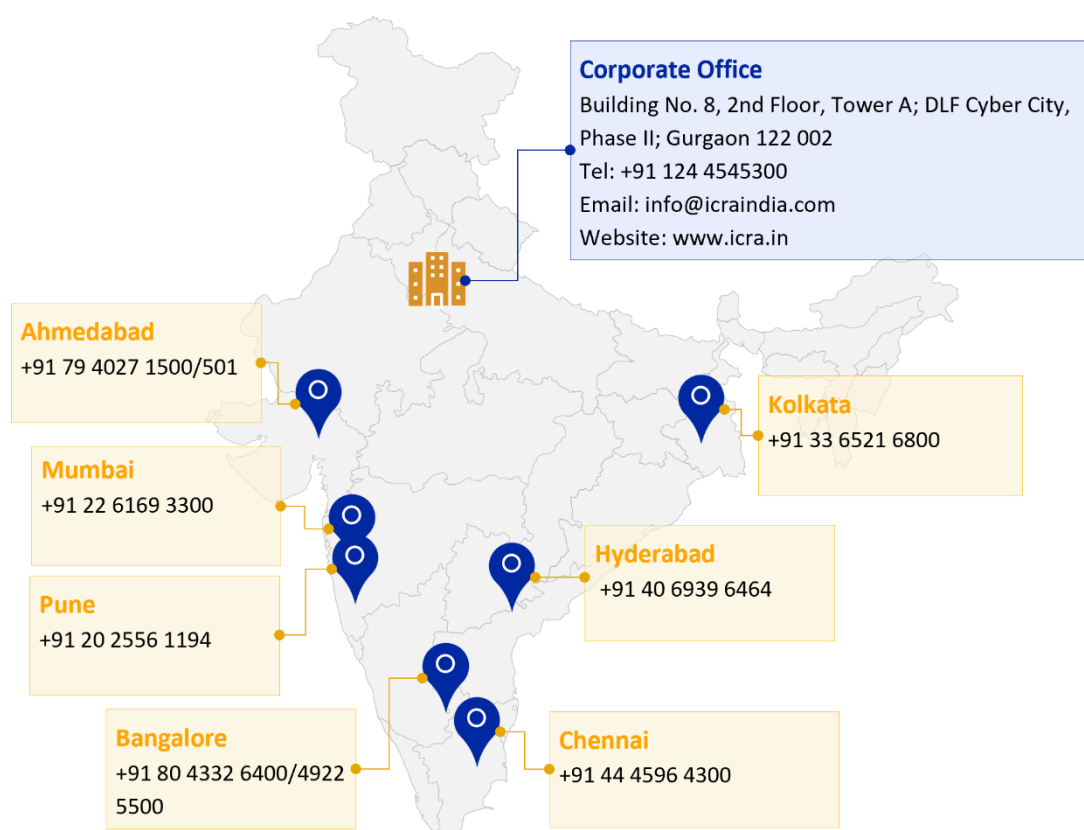 Corporate Office
Building No. 8, 2nd Floor, Tower A; DLF Cyber City,
Phase II; Gurgaon 122 002
Tel: +91 124 4545300
Email: info@icraindia.com
Website: www.icra.in
Ahmedabad
+91 79 4027 1500/501
Kolkata
+91 33 6521 6800
Mumbai
+91 22 6169 3300
Hyderabad
+91 40 6939 6464
Pune
+91 20 2556 1194
Bangalore
+91 80 4332 6400/4922
5500
Chennai
+91 44 4596 4300